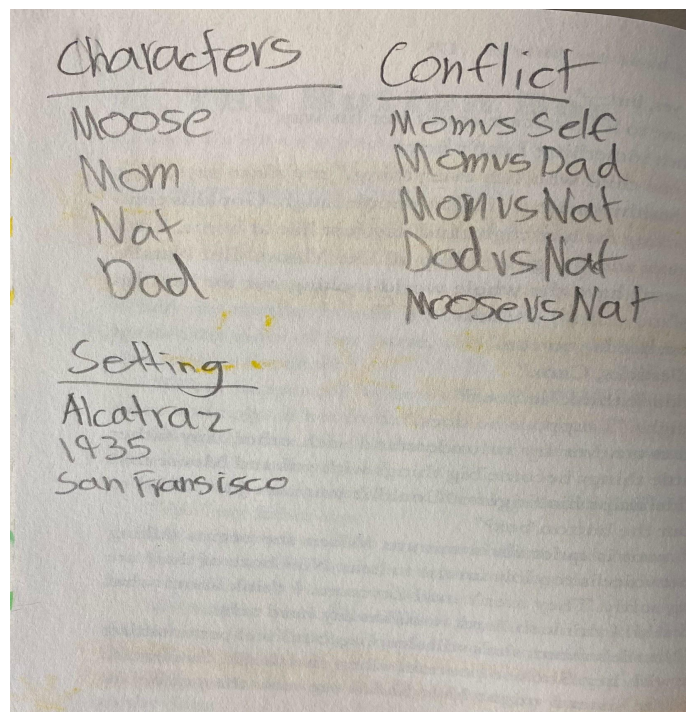 Characters
Moose
Mom
Nat
Dad
Conflict
Mom vs Self
Mom vs Dad
Mom vs Nat
Dad vs Nat
Moose vs Nat
Setting
Alcatraz
1935
San Fransisco